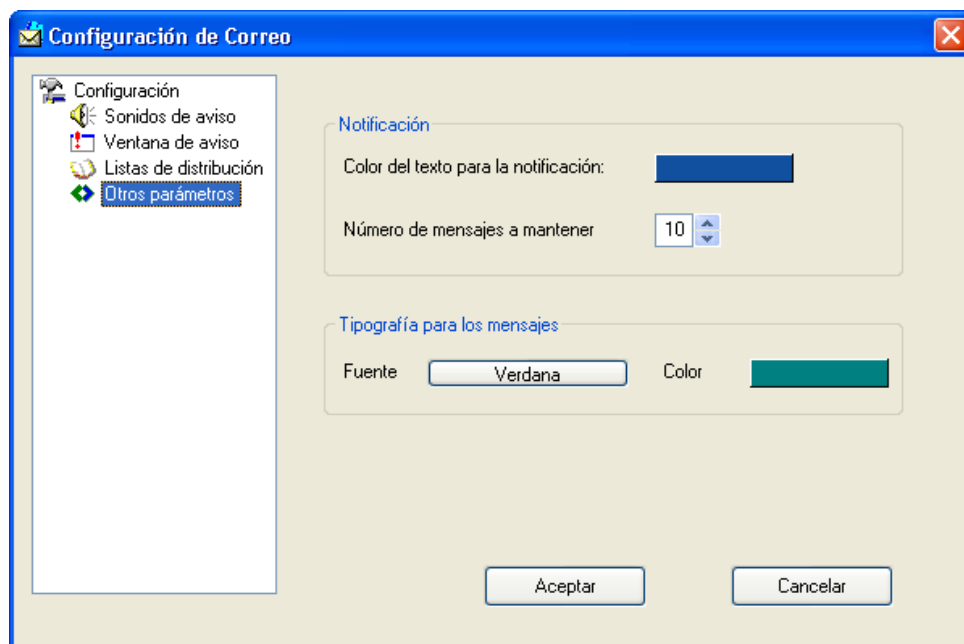 Configuración de Correo
Configuración
Sonidos de aviso
Ventana de aviso
Listas de distribución
Otros parámetros
Notificación
Color del texto para la notificación:
Número de mensajes a mantener 10
Tipografía para los mensajes
Fuente Verdana Color
Aceptar Cancelar